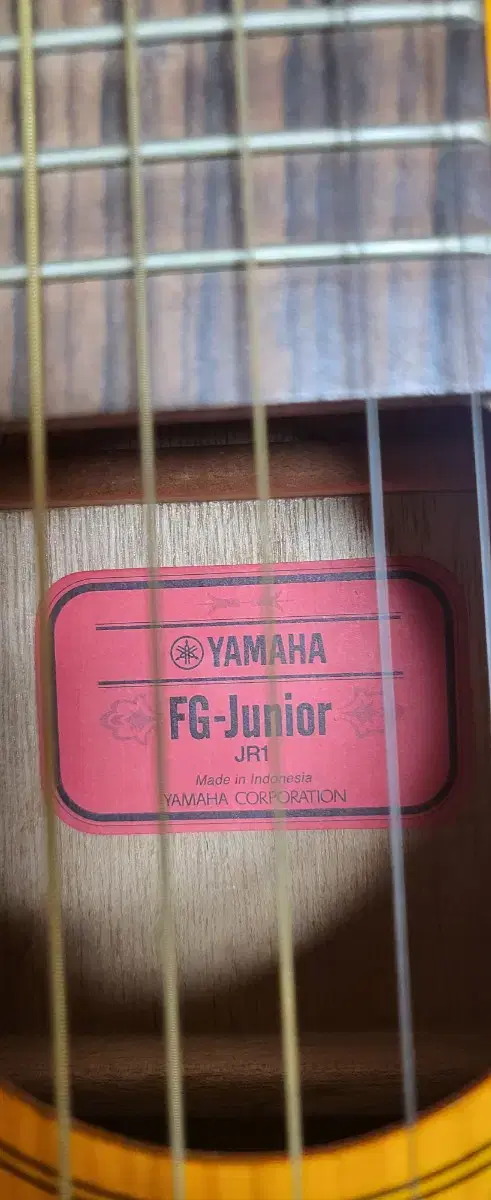 YAMAHA
FG-Junior
JR1
Made in Indonesia
YAMAHA CORPORATION